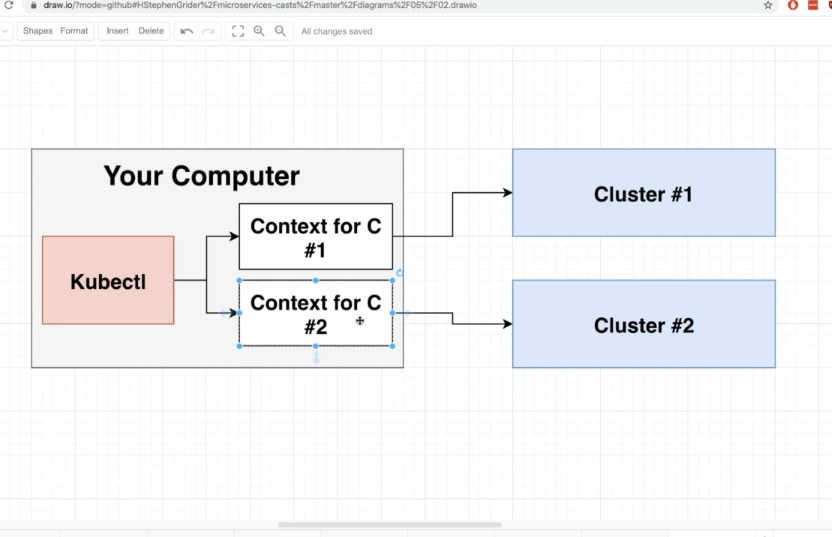 draw.io/?mode=github#HStephenGrider%2Fmicroservices-casts%2Fmaster%2Fdiagrams%2F05%2F02.drawio
Shapes Format Insert Delete All changes saved
Your Computer
Context for C
#1
Kubectl
Context for C
#2
Cluster #1
Cluster #2